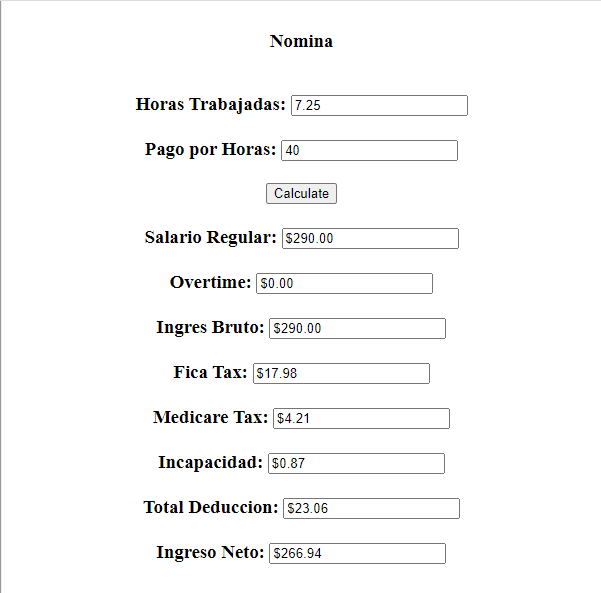 Nomina
Horas Trabajadas: 7.25
Pago por Horas: 40
Calculate
Salario Regular: $290.00
Overtime: $0.00
Ingres Bruto: $290.00
Fica Tax: $17.98
Medicare Tax: $4.21
Incapacidad: $0.87
Total Deduccion: $23.06
Ingreso Neto: $266.94